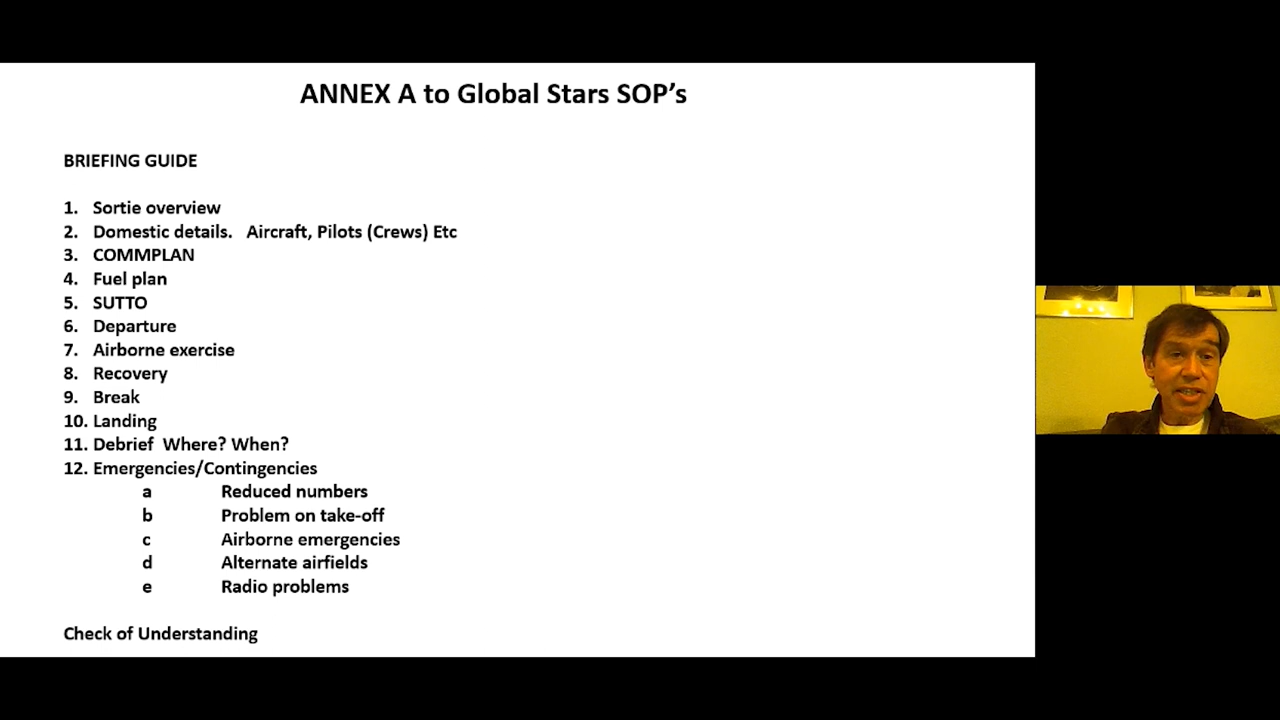 ANNEX A to Global Stars SOP’s
BRIEFING GUIDE
1. Sortie overview
2. Domestic details. Aircraft, Pilots (Crews) Etc
3. COMMPLAN
4. Fuel plan
5. SUTTO
6. Departure
7. Airborne exercise
8. Recovery
9. Break
10. Landing
11. Debrief Where? When?
12. Emergencies/Contingencies
a Reduced numbers
b Problem on take-off
c Airborne emergencies
d Alternate airfields
e Radio problems
Check of Understanding